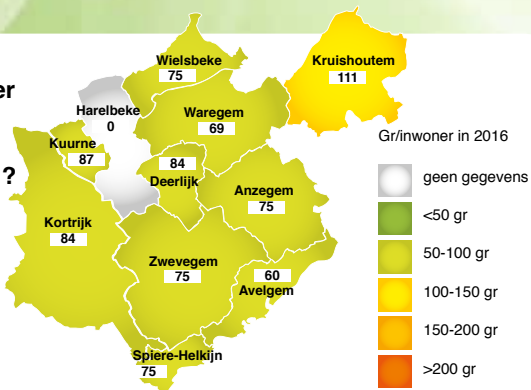 er
?
Wielsbeke
75
Kruishoutem
111
Harelbeke
0
Waregem
69
Kuurne
87
84
Deerlijk
Anzegem
75
Kortrijk
84
Zwevegem
75
60
Avelgem
Spiere-Helkijn
75
Gr/inwoner in 2016
geen gegevens
<50 gr
50-100 gr
100-150 gr
150-200 gr
>200 gr